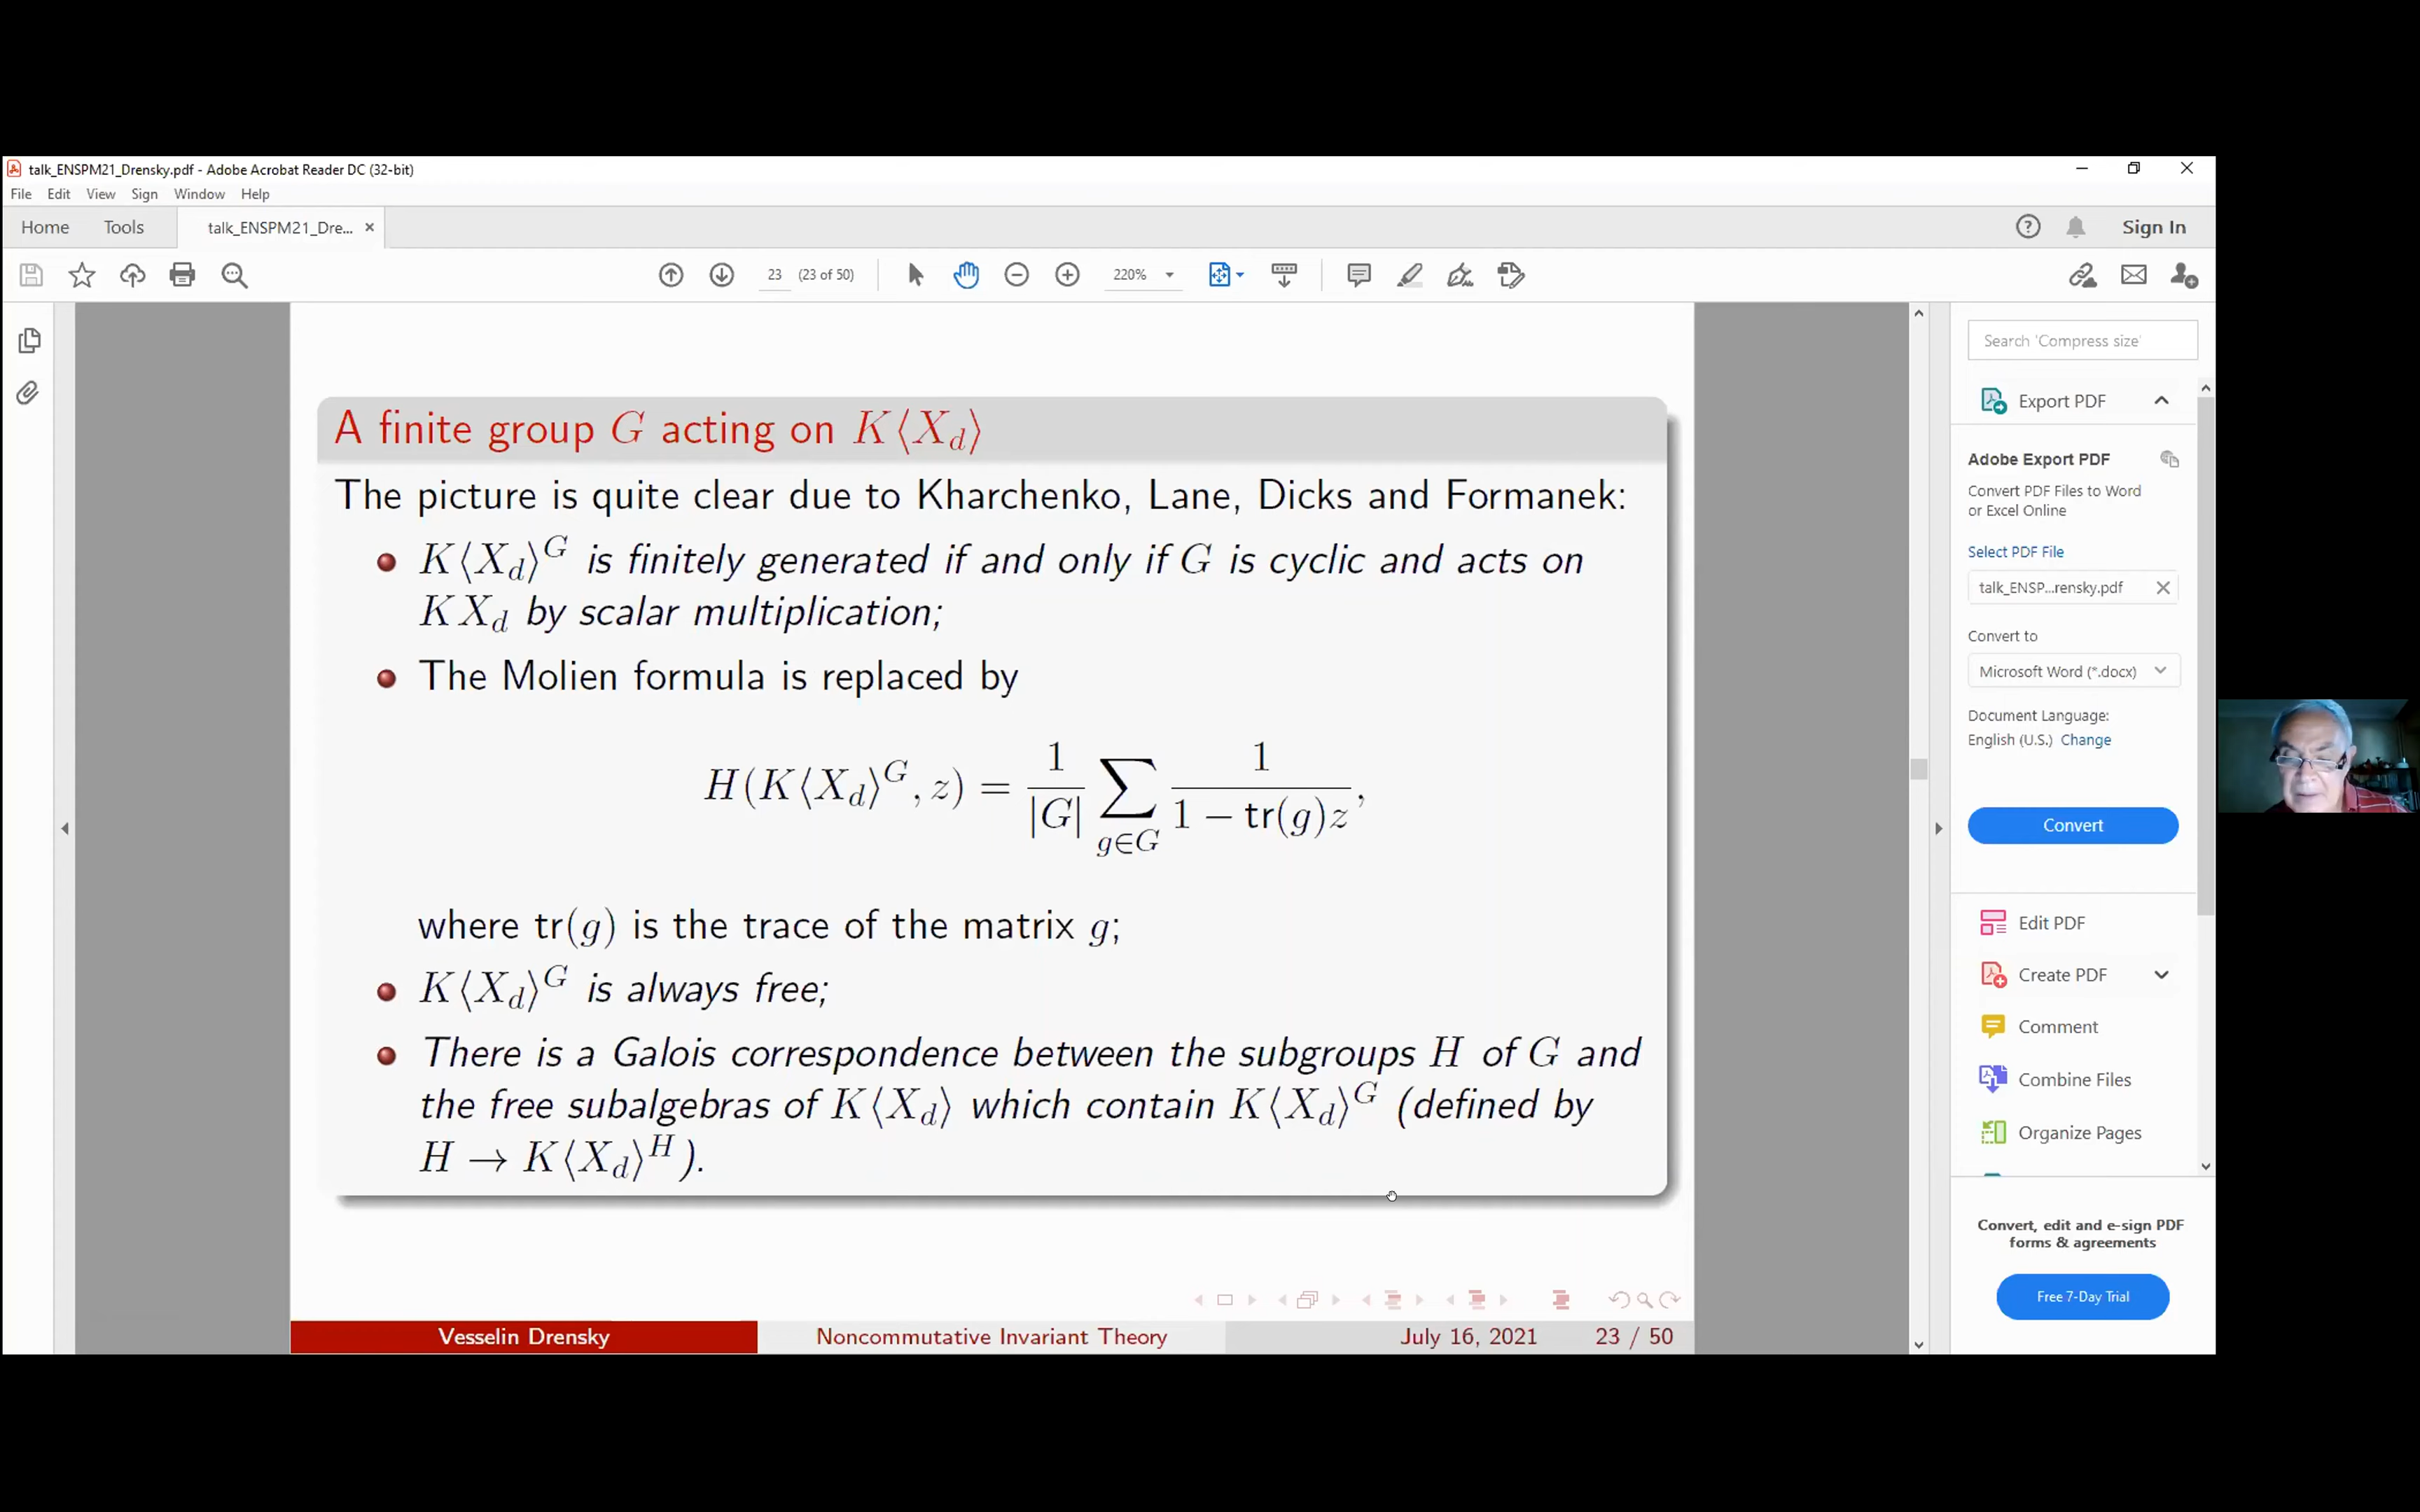 talk_ENSPM21_Drensky.pdf - Adobe Acrobat Reader DC (32-bit)
File Edit View Sign Window Help
Home Tools talk_ENSPM21_Dre... × Sign In
23 (23 of 50) 220%
Search 'Compress size'
Export PDF
Adobe Export PDF
Convert PDF Files to Word
or Excel Online
Select PDF File
talk_ENSP...rensky.pdf
Convert to
Microsoft Word (*.docx)
Document Language:
English (U.S.) Change
Convert
Edit PDF
Create PDF
Comment
Combine Files
Organize Pages
Convert, edit and e-sign PDF
forms & agreements
Free 7-Day Trial
A finite group G acting on K⟨X_d⟩
The picture is quite clear due to Kharchenko, Lane, Dicks and Formanek:
K⟨X_d⟩^G is finitely generated if and only if G is cyclic and acts on
KX_d by scalar multiplication;
The Molien formula is replaced by
H(K⟨X_d⟩^G, z) = 1/|G| ∑_{g∈G} 1/(1 − tr(g)z),
where tr(g) is the trace of the matrix g;
K⟨X_d⟩^G is always free;
There is a Galois correspondence between the subgroups H of G and
the free subalgebras of K⟨X_d⟩ which contain K⟨X_d⟩^G (defined by
H → K⟨X_d⟩^H).
Vesselin Drensky Noncommutative Invariant Theory July 16, 2021 23 / 50